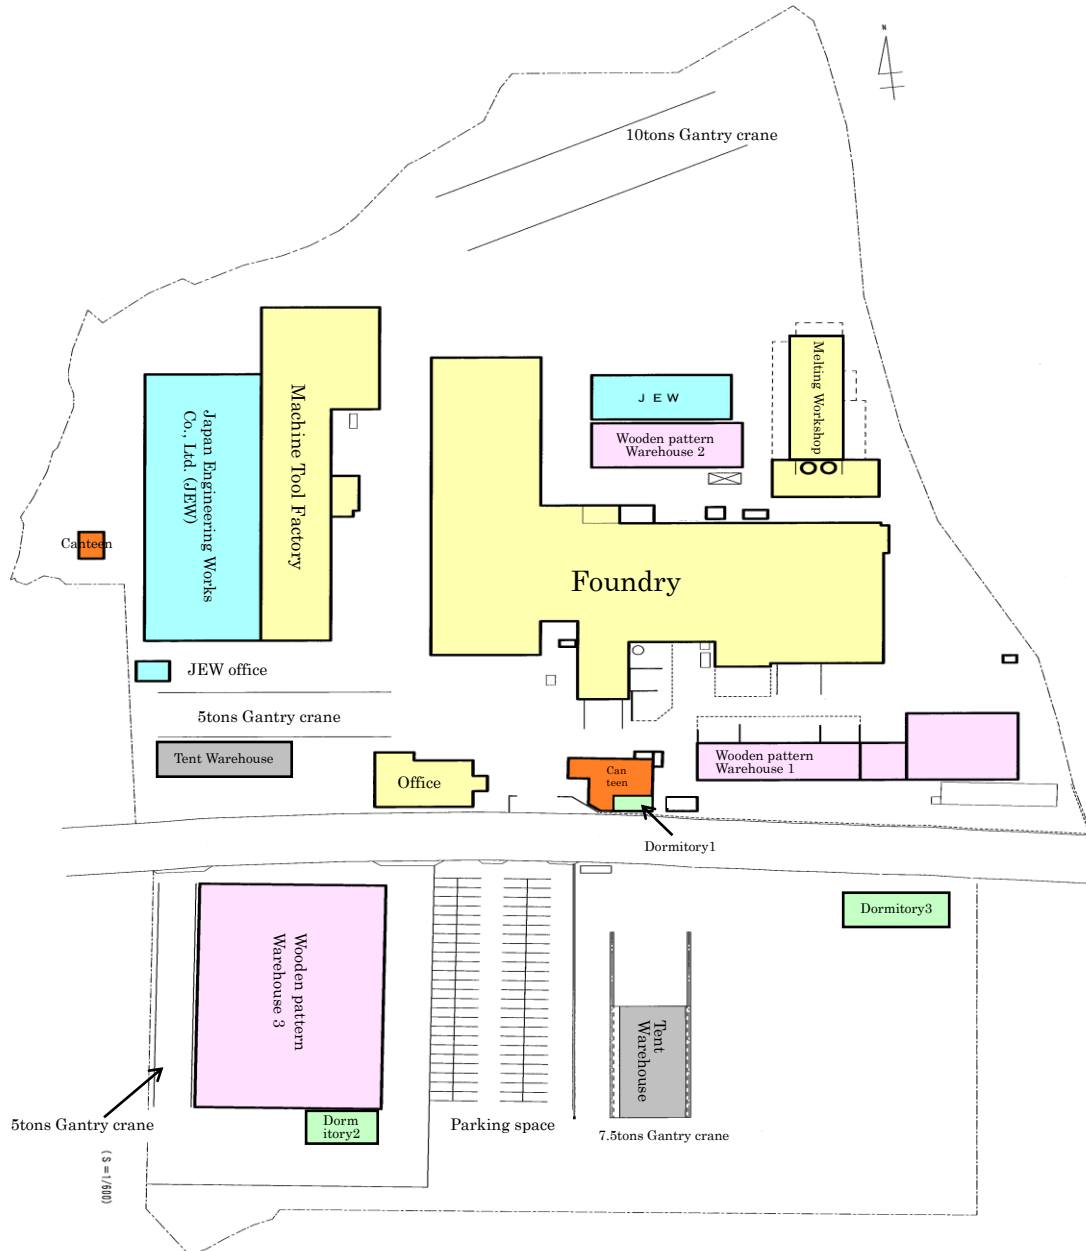 N
10tons Gantry crane
Melting Workshop
J E W
Wooden pattern
Warehouse 2
Machine Tool Factory
Japan Engineering Works
Co., Ltd. (JEW)
Canteen
Foundry
JEW office
5tons Gantry crane
Tent Warehouse
Office
Can
teen
Wooden pattern
Warehouse 1
Dormitory1
Dormitory3
Wooden pattern
Warehouse 3
Tent
Warehouse
5tons Gantry crane
Dorm
itory2
Parking space
7.5tons Gantry crane
(S=1/600)